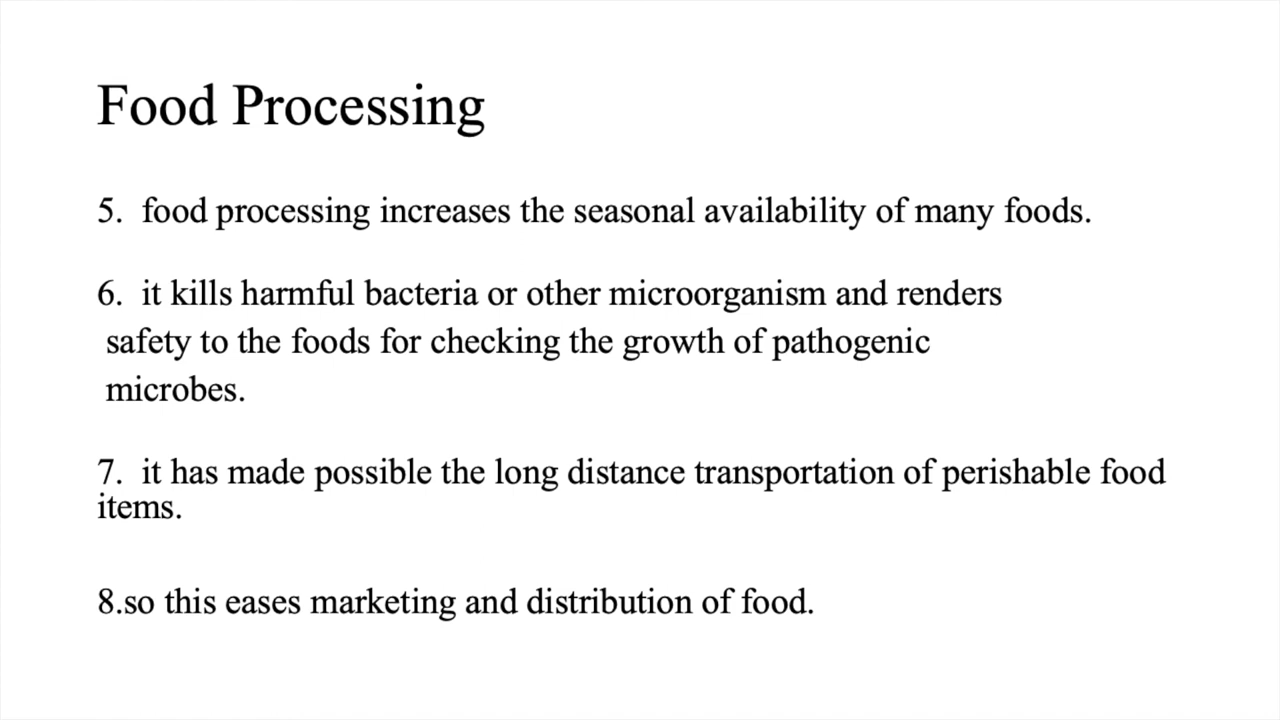 Food Processing
5. food processing increases the seasonal availability of many foods.
6. it kills harmful bacteria or other microorganism and renders
safety to the foods for checking the growth of pathogenic
microbes.
7. it has made possible the long distance transportation of perishable food
items.
8.so this eases marketing and distribution of food.